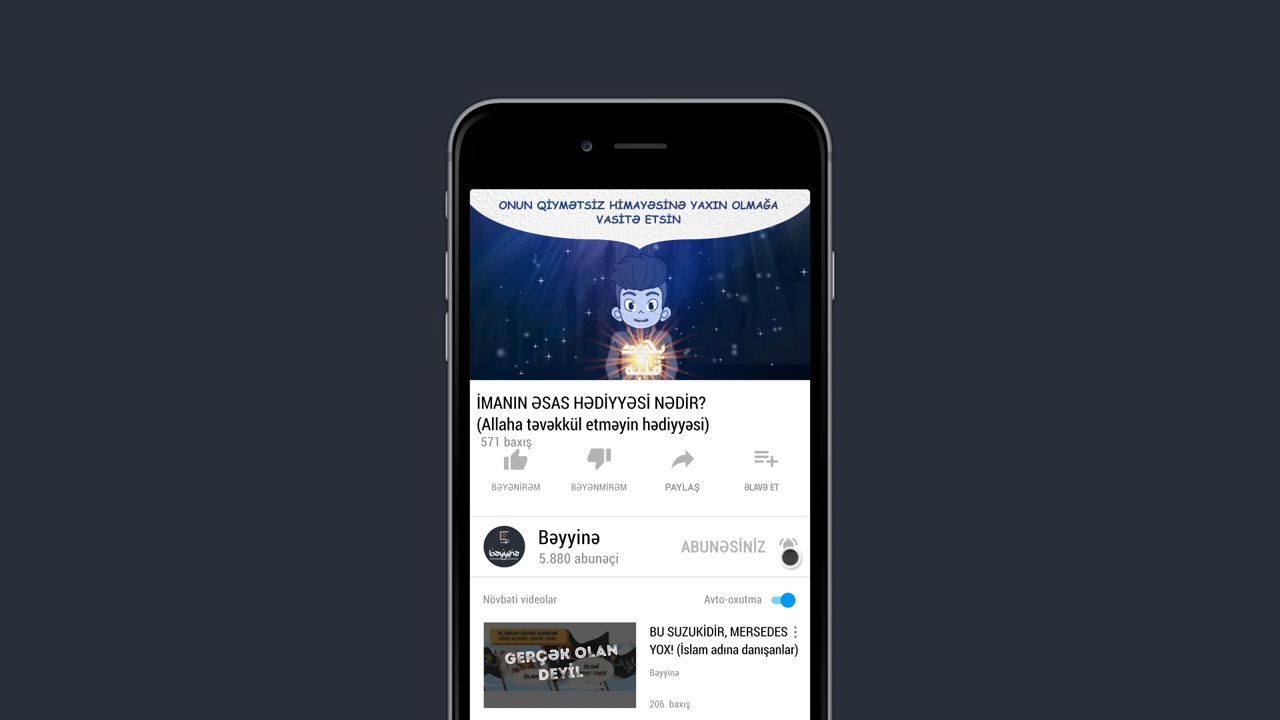 ONUN QİYMƏTSİZ HİMAYƏSİNƏ YAXIN OLMAĞA
VASİTƏ ETSİN
İMANIN ƏSAS HƏDİYYƏSİ NƏDİR?
(Allaha təvəkkül etməyin hədiyyəsi)
571 baxış
BƏYƏNİRƏM BƏYƏNMİRƏM PAYLAŞ ƏLAVƏ ET
bəyyinə
Bəyyinə
5.880 abunəçi
ABUNƏSİNİZ
Növbəti videolar
Avto-oxutma
GERÇƏK OLAN
DEYİL
BU SUZUKİDİR, MERSEDES
YOX! (İslam adına danışanlar)
Bəyyinə
206 baxış